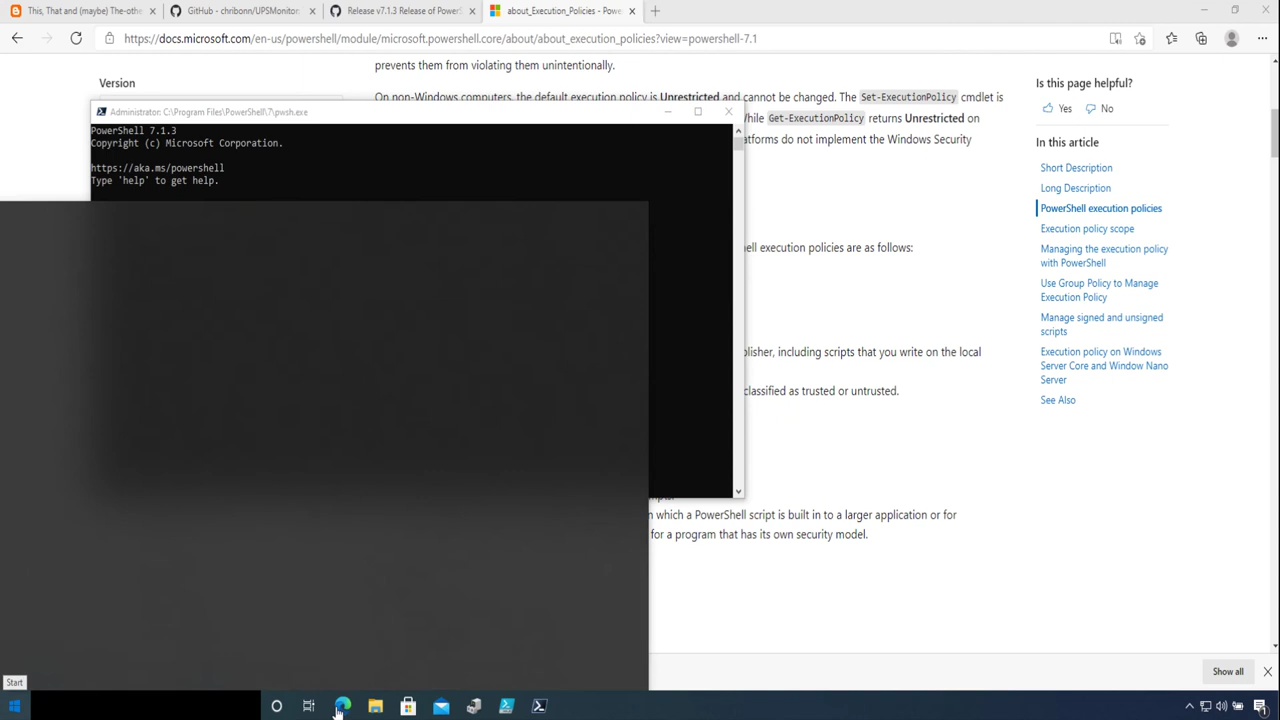 This, That and (maybe) The-othe
GitHub - chribonn/UPSMonitor:
Release v7.1.3 Release of PowerS
about_Execution_Policies - Powe
https://docs.microsoft.com/en-us/powershell/module/microsoft.powershell.core/about/about_execution_policies?view=powershell-7.1
Version
prevents them from violating them unintentionally.
On non-Windows computers, the default execution policy is Unrestricted and cannot be changed. The Set-ExecutionPolicy cmdlet is
While Get-ExecutionPolicy returns Unrestricted on
atforms do not implement the Windows Security
ell execution policies are as follows:
blisher, including scripts that you write on the local
classified as trusted or untrusted.
in which a PowerShell script is built in to a larger application or for
for a program that has its own security model.
Administrator: C:\Program Files\PowerShell\7\pwsh.exe
PowerShell 7.1.3
Copyright (c) Microsoft Corporation.
https://aka.ms/powershell
Type 'help' to get help.
Is this page helpful?
Yes No
In this article
Short Description
Long Description
PowerShell execution policies
Execution policy scope
Managing the execution policy
with PowerShell
Use Group Policy to Manage
Execution Policy
Manage signed and unsigned
scripts
Execution policy on Windows
Server Core and Window Nano
Server
See Also
Show all
Start
1